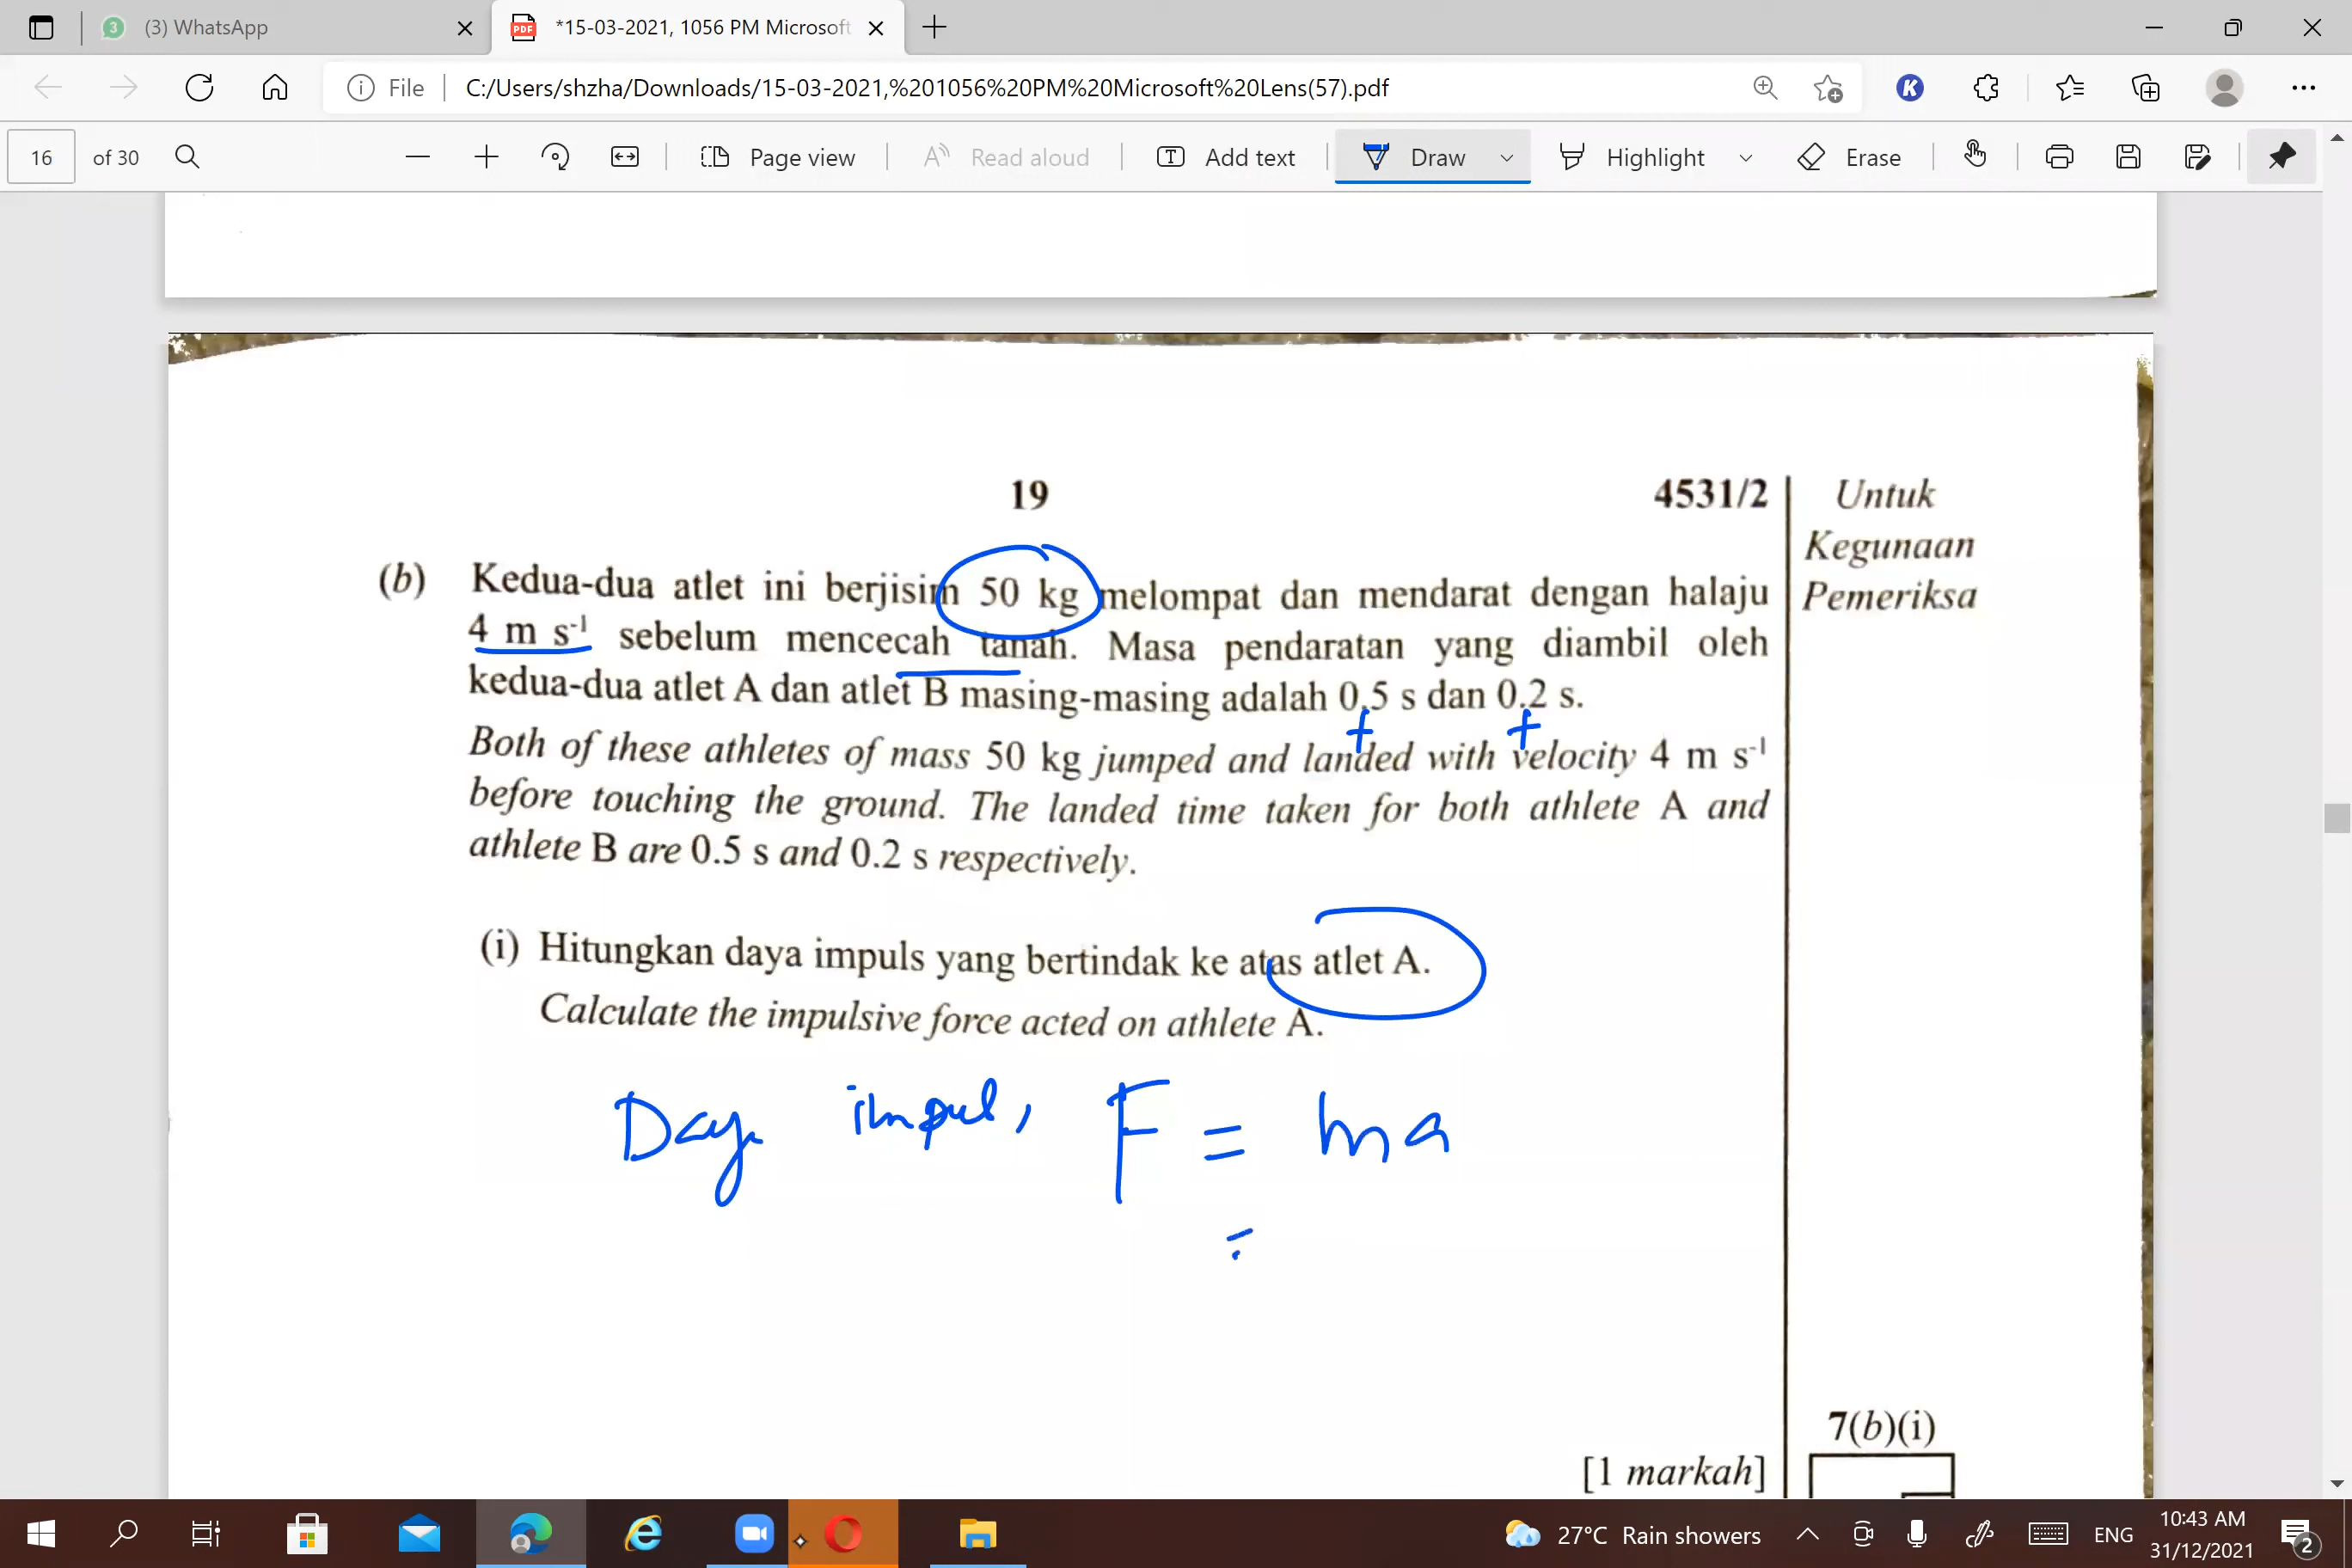 (3) WhatsApp
*15-03-2021, 1056 PM Microsoft
File
C:/Users/shzha/Downloads/15-03-2021,%201056%20PM%20Microsoft%20Lens(57).pdf
16 of 30
Page view
Read aloud
Add text
Draw
Highlight
Erase
19
4531/2
Untuk
Kegunaan
Pemeriksa
(b) Kedua-dua atlet ini berjisim 50 kg melompat dan mendarat dengan halaju
4 m s⁻¹ sebelum mencecah tanah. Masa pendaratan yang diambil oleh
kedua-dua atlet A dan atlet B masing-masing adalah 0.5 s dan 0.2 s.
t t
Both of these athletes of mass 50 kg jumped and landed with velocity 4 m s⁻¹
before touching the ground. The landed time taken for both athlete A and
athlete B are 0.5 s and 0.2 s respectively.
(i) Hitungkan daya impuls yang bertindak ke atas atlet A.
Calculate the impulsive force acted on athlete A.
Daya impul, F = ma
=
7(b)(i)
[1 markah]
27°C Rain showers
ENG
10:43 AM
31/12/2021
2